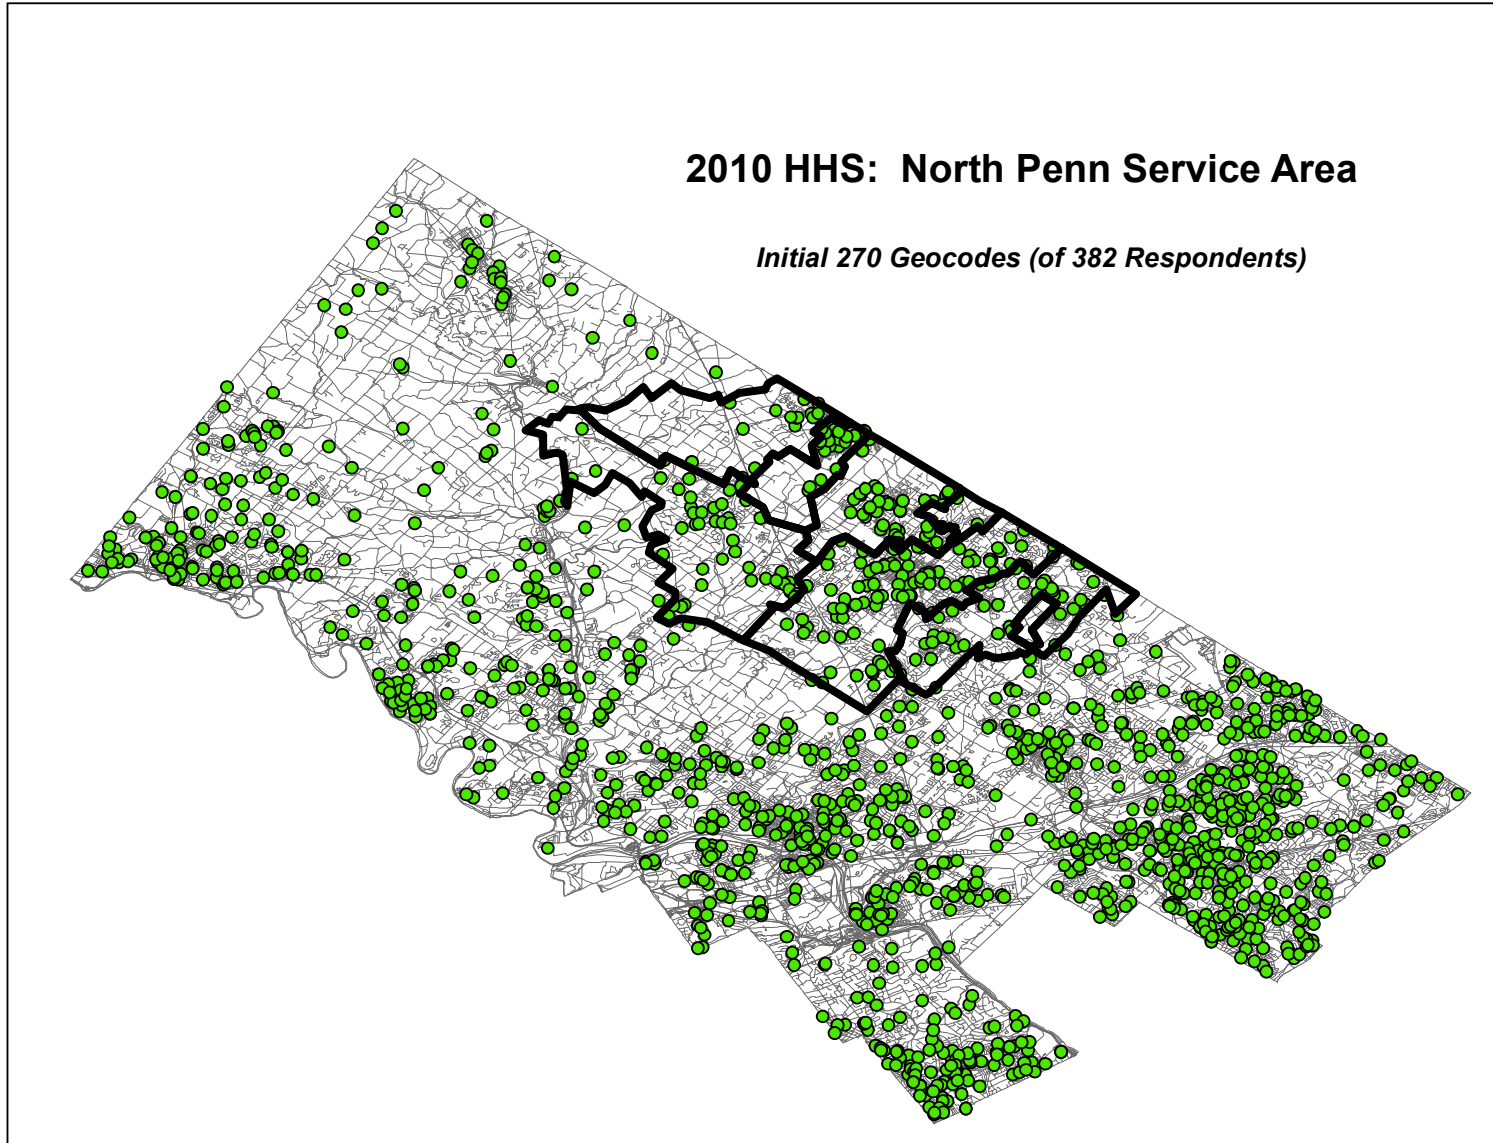 2010 HHS:  North Penn Service Area
Initial 270 Geocodes (of 382 Respondents)